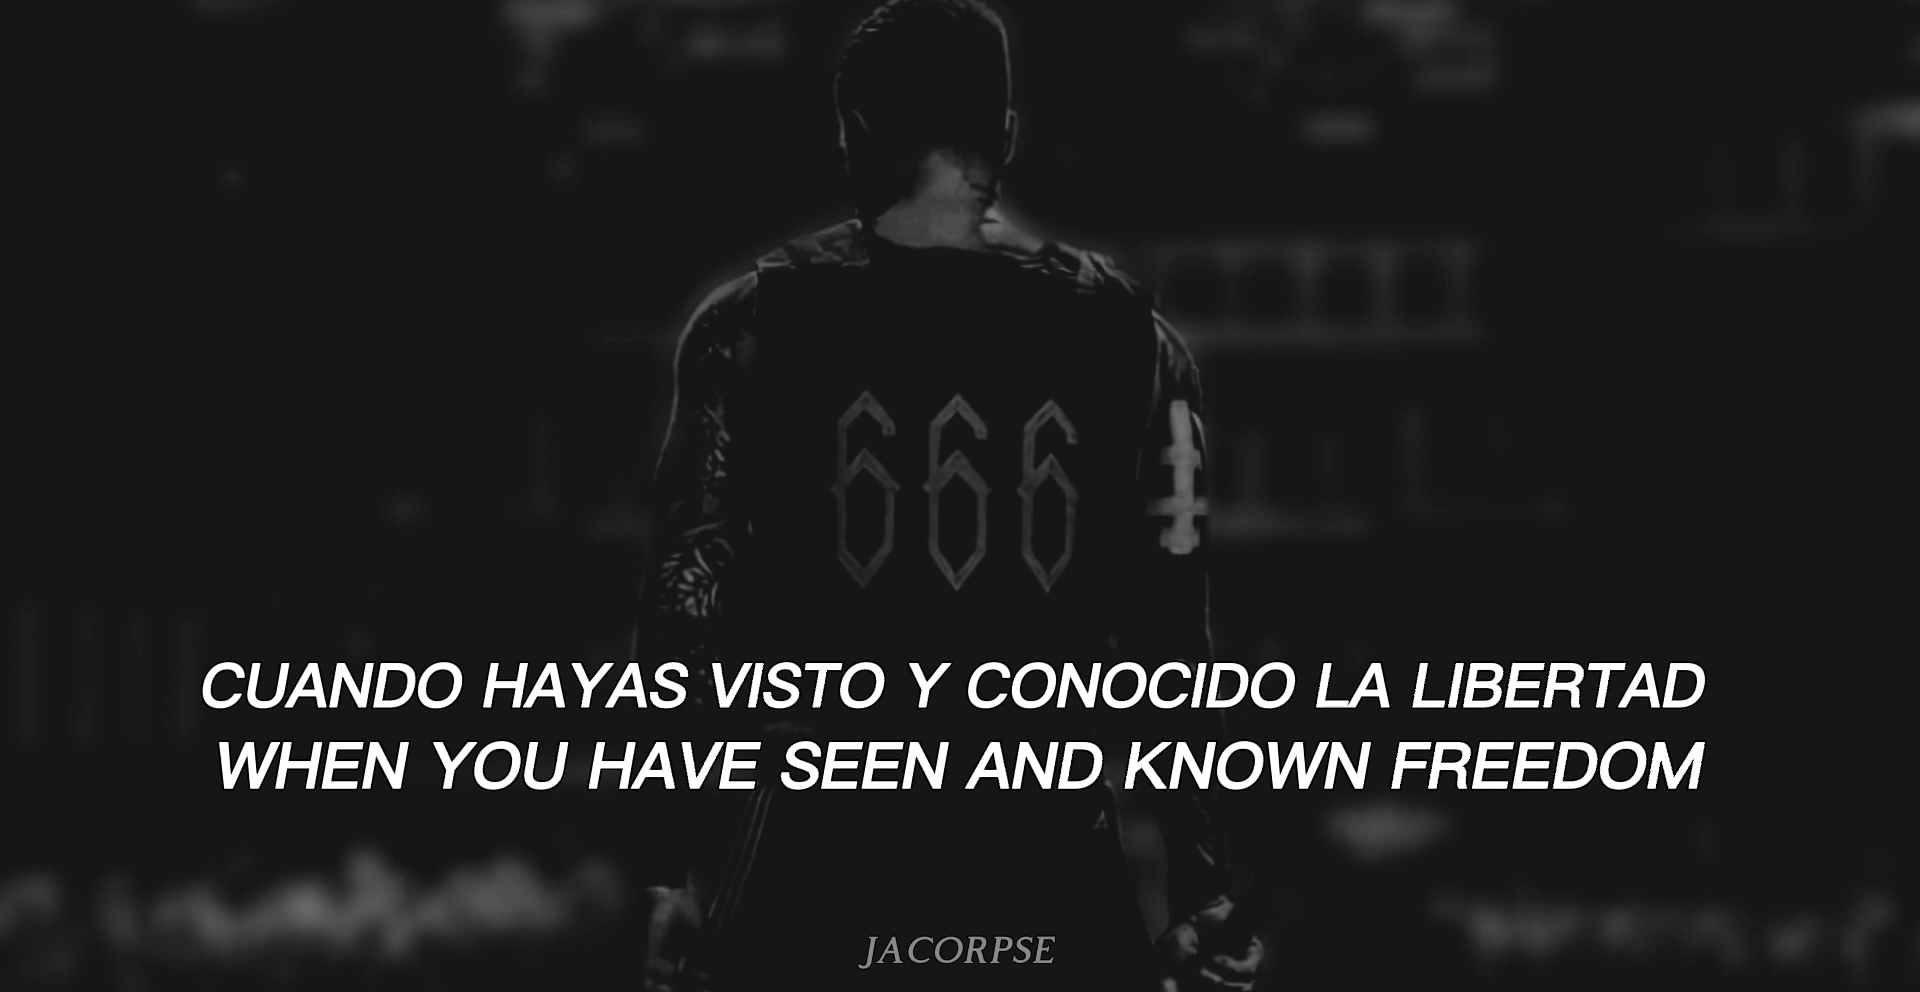 666
CUANDO HAYAS VISTO Y CONOCIDO LA LIBERTAD
WHEN YOU HAVE SEEN AND KNOWN FREEDOM
JACORPSE